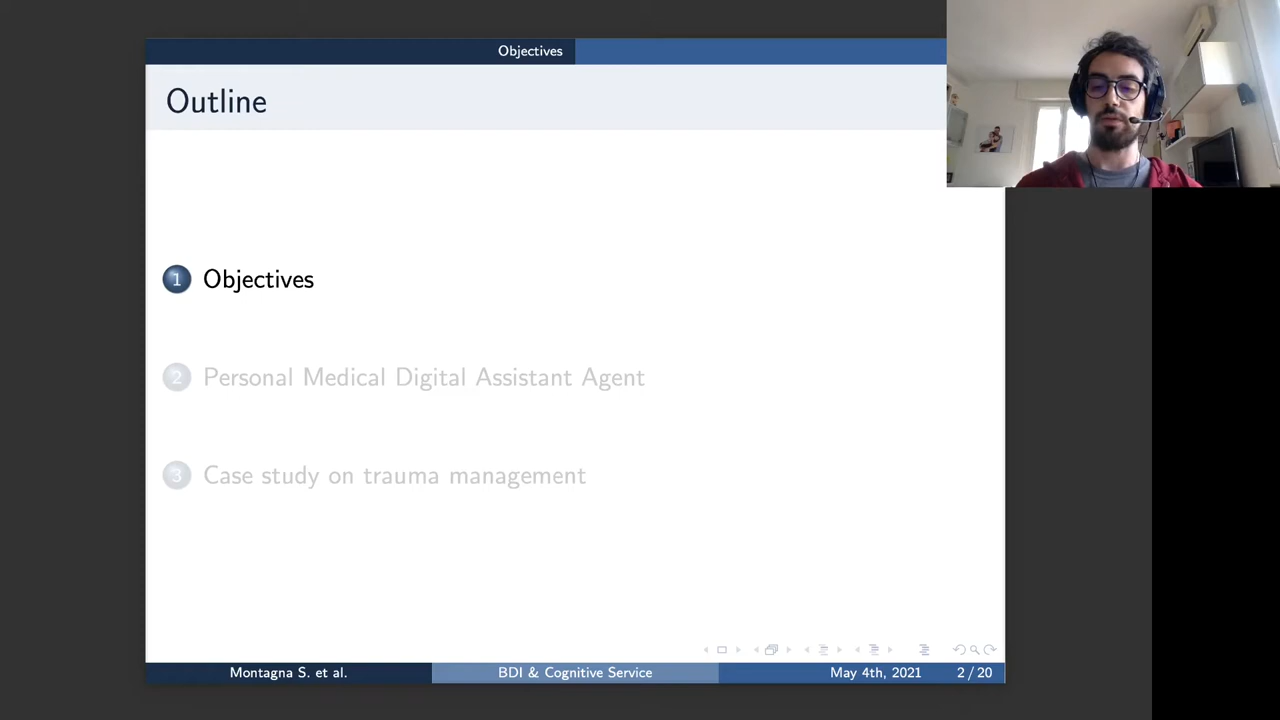 Objectives
Outline
1 Objectives
2 Personal Medical Digital Assistant Agent
3 Case study on trauma management
Montagna S. et al.
BDI & Cognitive Service
May 4th, 2021
2 / 20